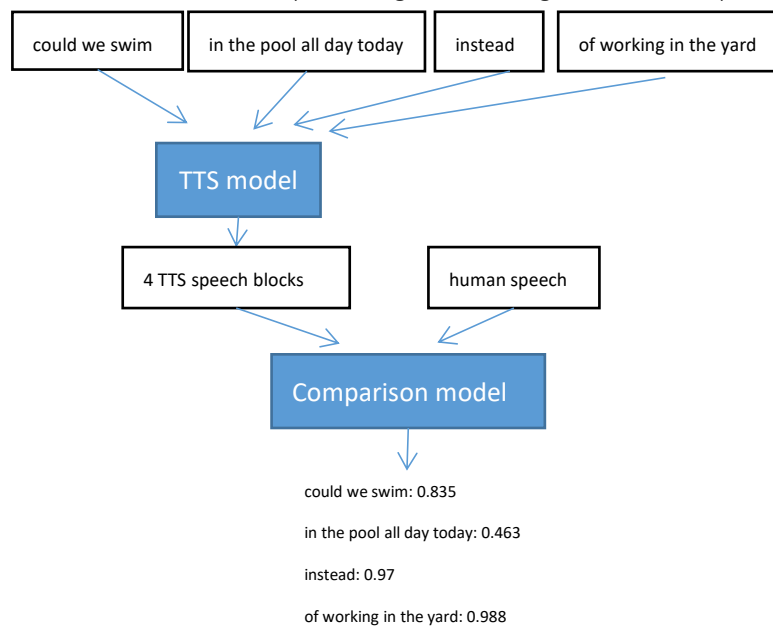 could we swim
in the pool all day today
instead
of working in the yard
TTS model
4 TTS speech blocks
human speech
Comparison model
could we swim: 0.835
in the pool all day today: 0.463
instead: 0.97
of working in the yard: 0.988